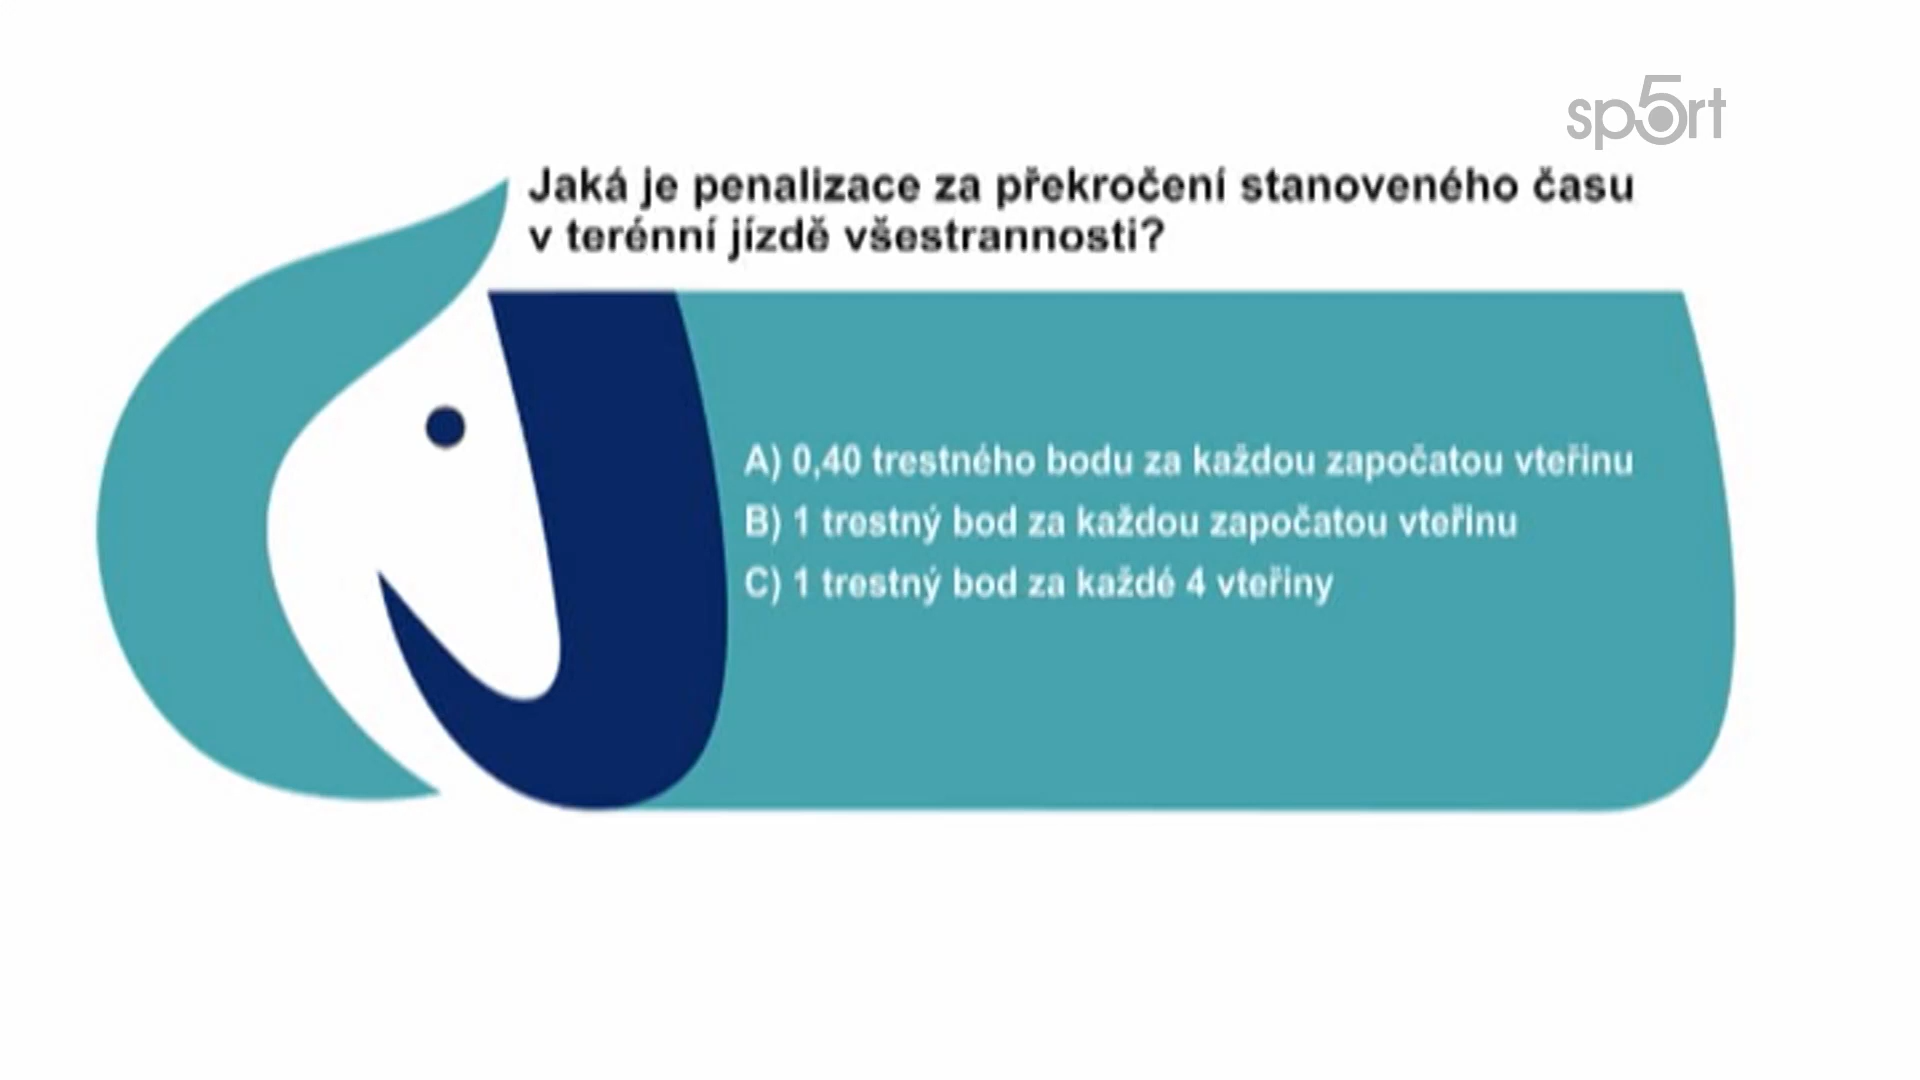 sp5rt
Jaká je penalizace za překročení stanoveného času
v terénní jízdě všestrannosti?
A) 0,40 trestného bodu za každou započatou vteřinu
B) 1 trestný bod za každou započatou vteřinu
C) 1 trestný bod za každé 4 vteřiny